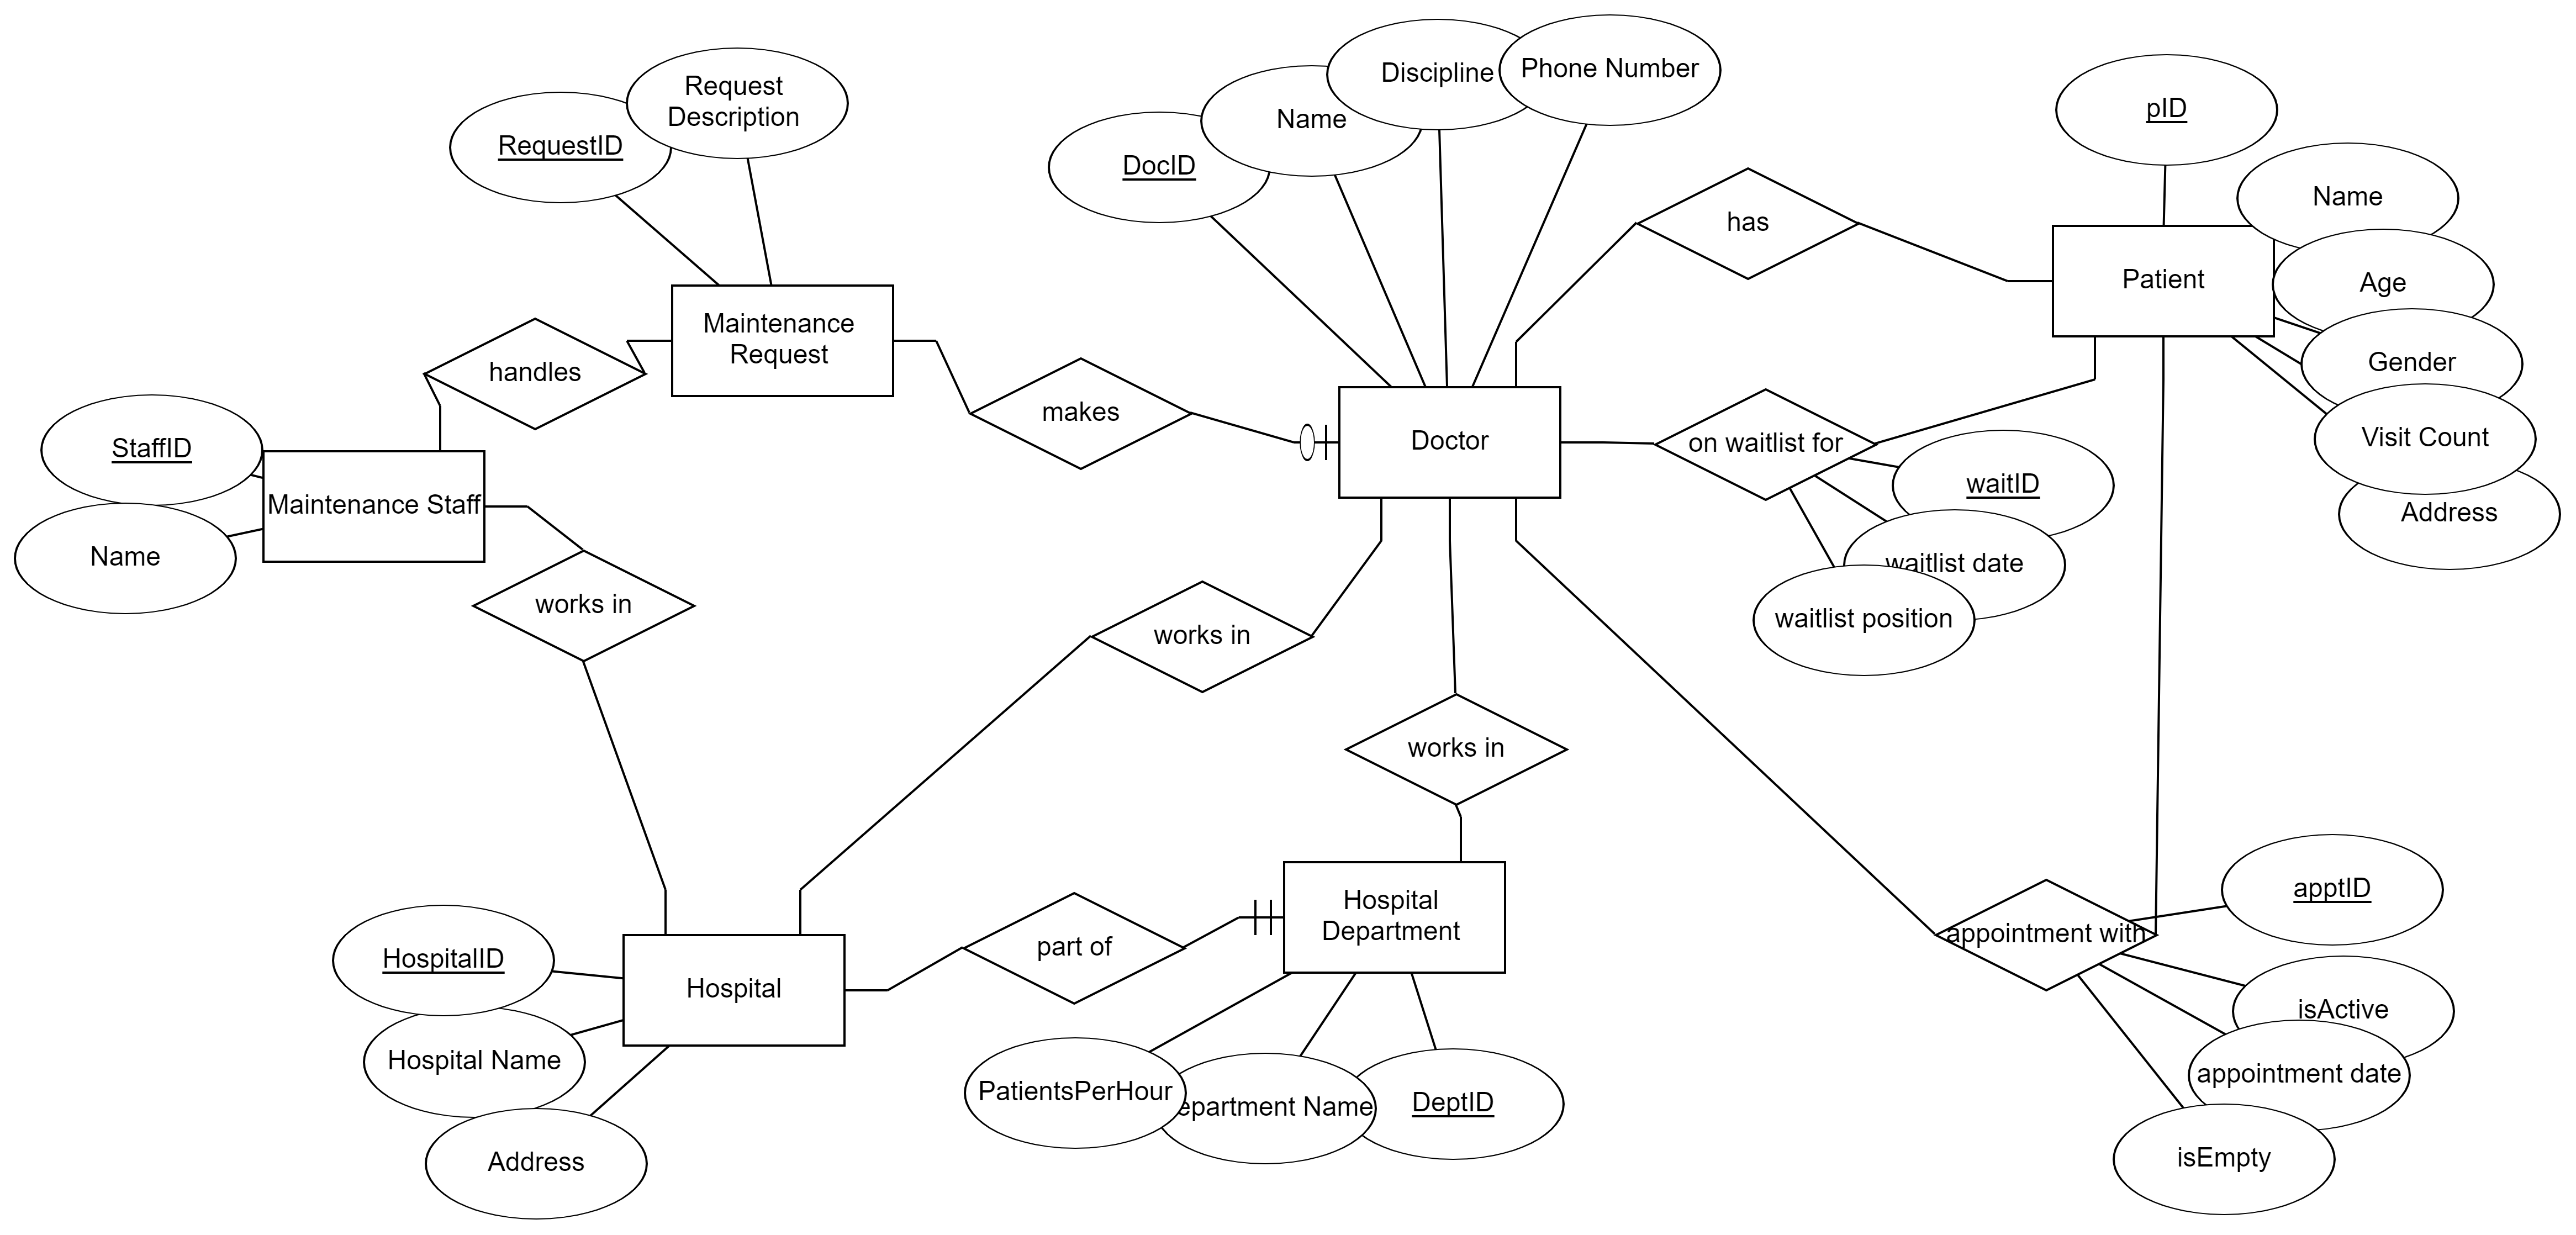 Request
Description
RequestID
Discipline
Phone Number
Name
DocID
pID
Name
has
Patient
Age
Maintenance
Request
handles
makes
Gender
Doctor
on waitlist for
Visit Count
StaffID
Maintenance Staff
waitID
Address
Name
waitlist date
works in
works in
waitlist position
works in
Hospital
Department
apptID
HospitalID
part of
appointment with
Hospital
isActive
Hospital Name
PatientsPerHour
epartment Name
DeptID
appointment date
Address
isEmpty